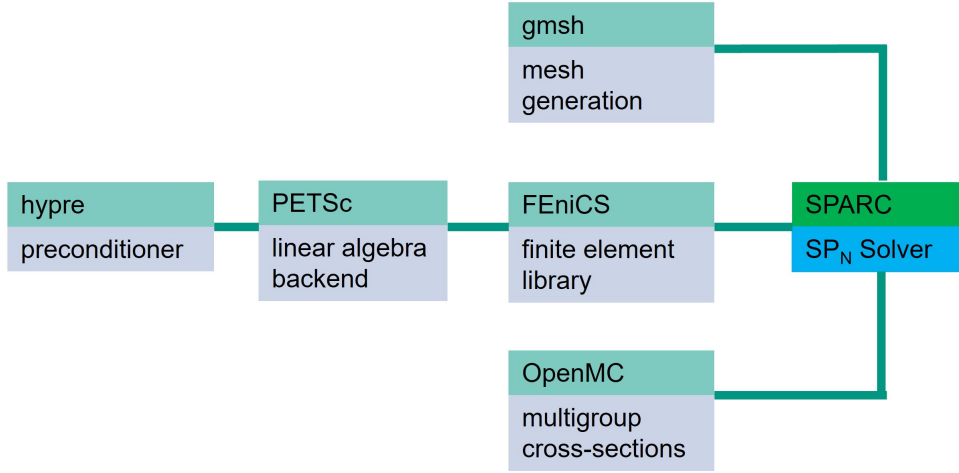 gmsh
mesh
generation
hypre
preconditioner
PETSc
linear algebra
backend
FEniCS
finite element
library
SPARC
SP_N Solver
OpenMC
multigroup
cross-sections